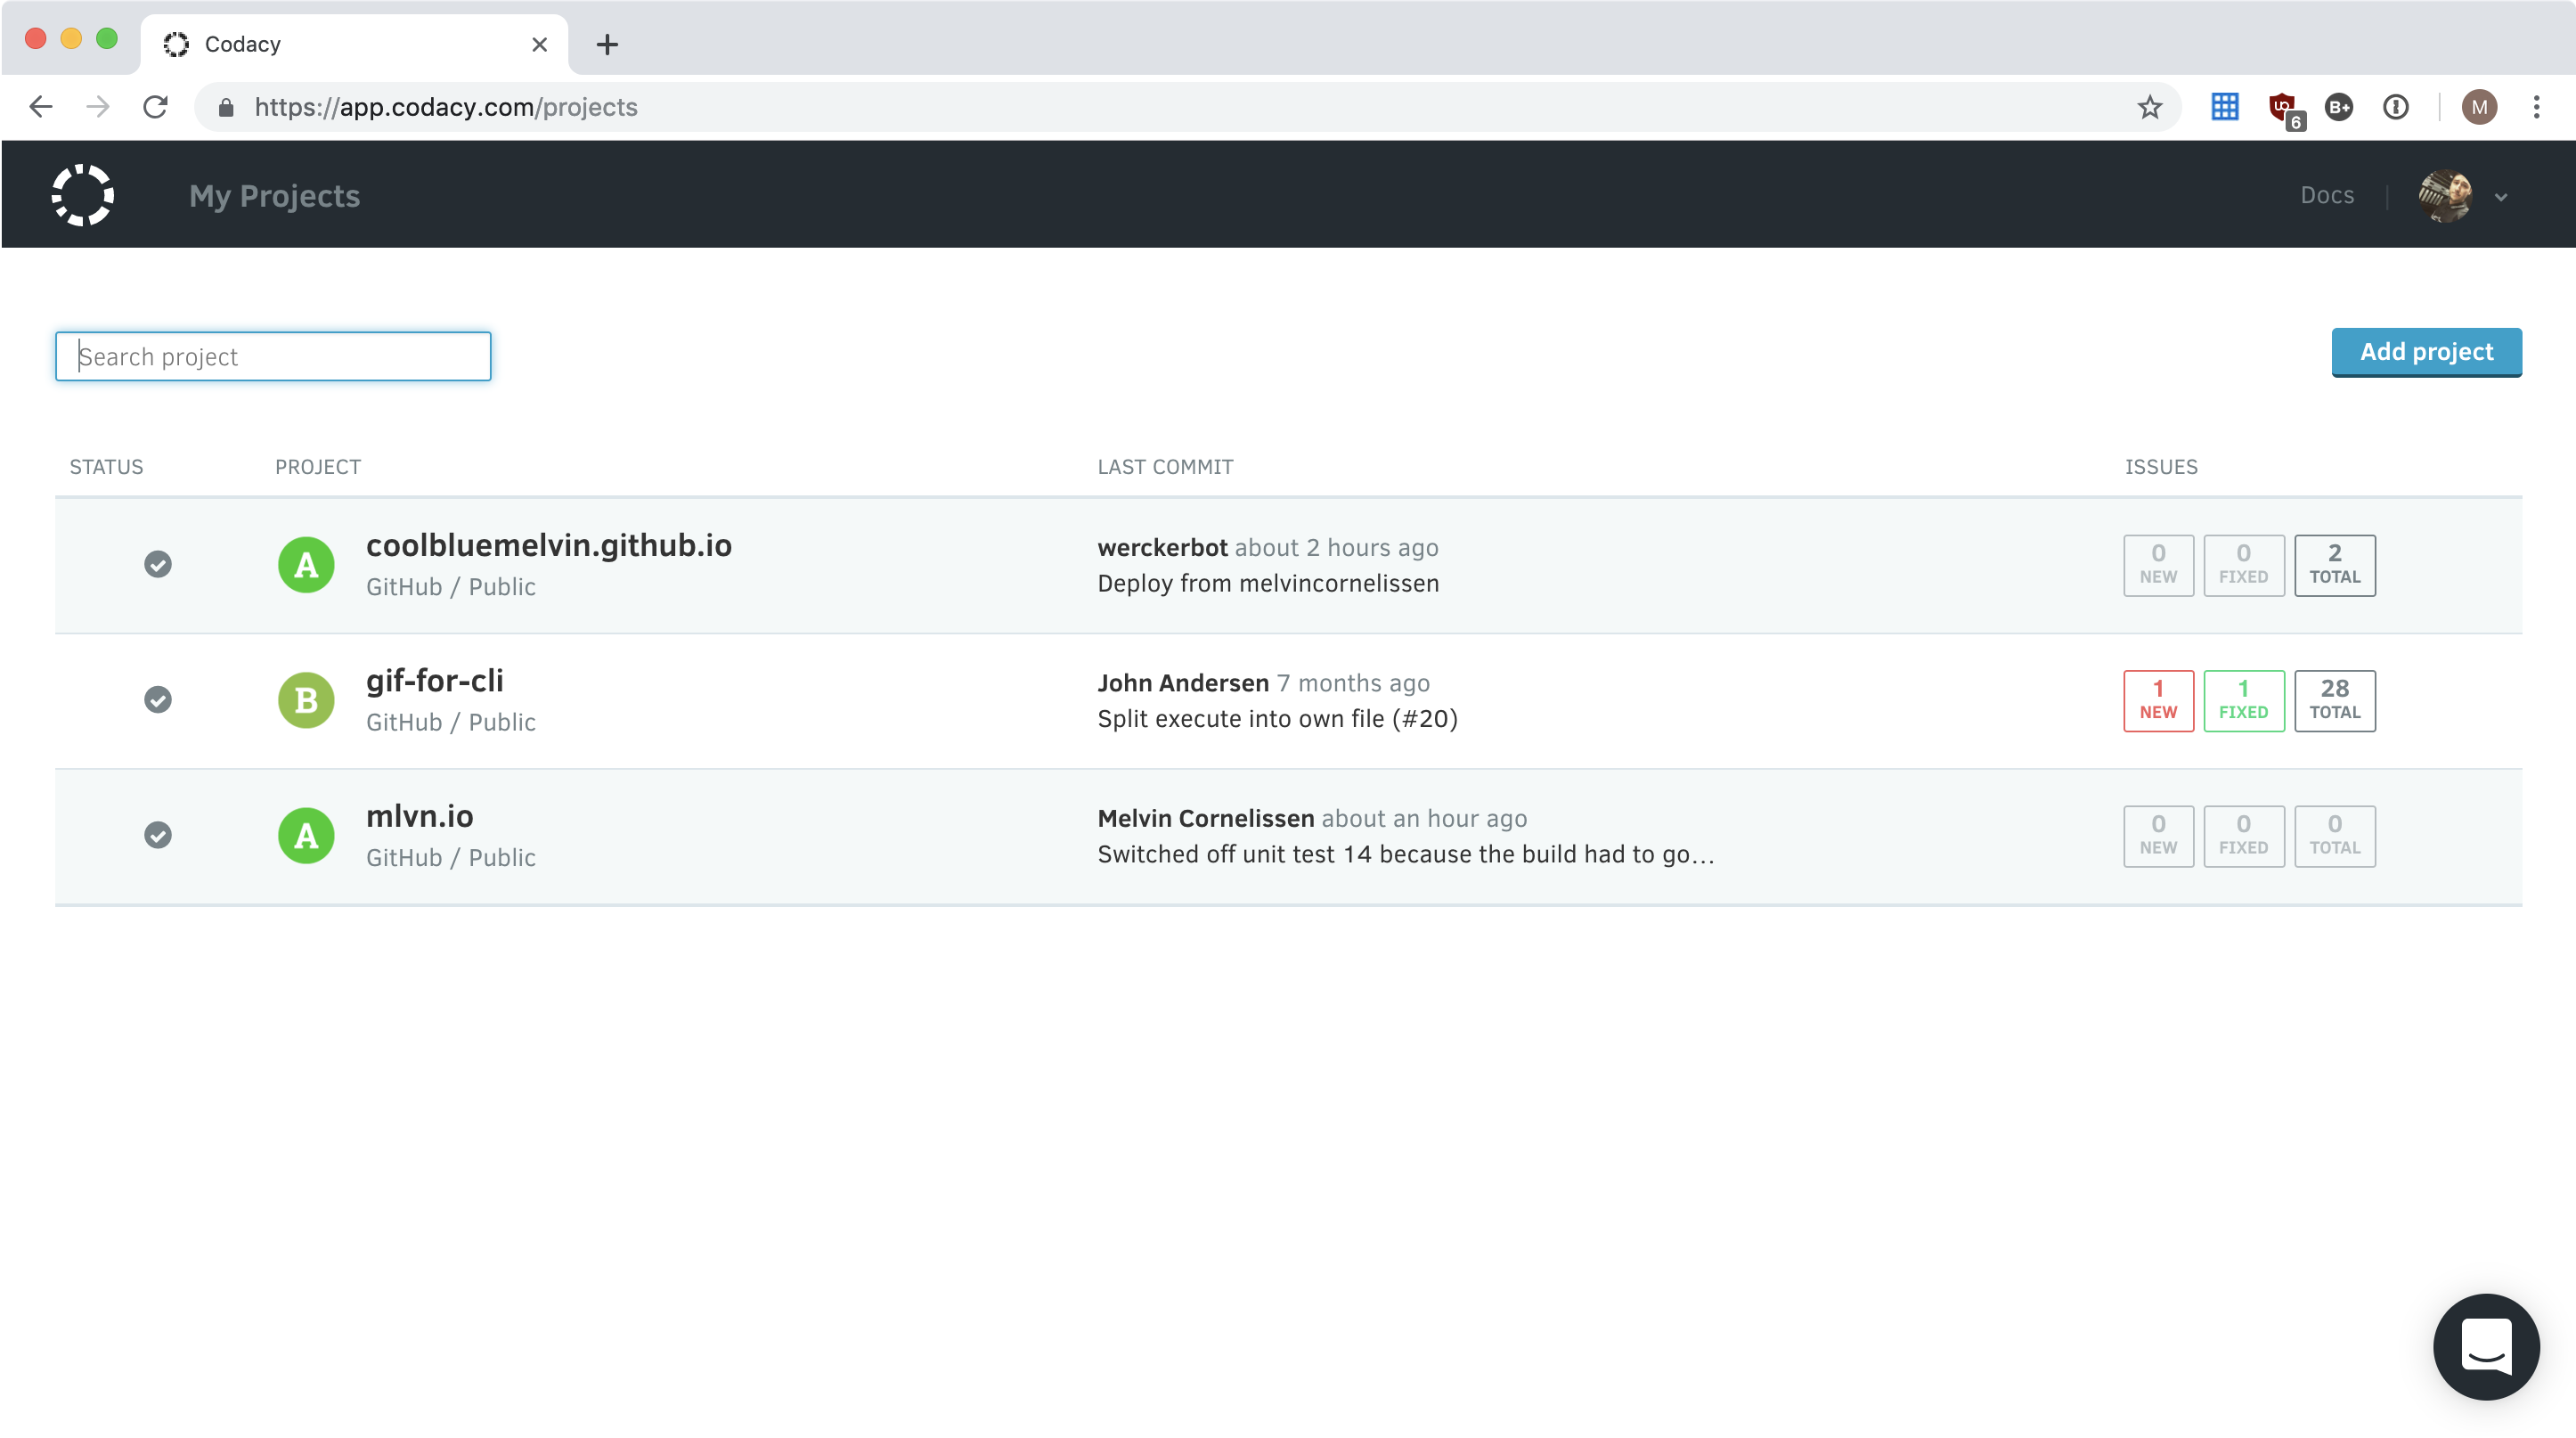 Codacy
https://app.codacy.com/projects
6
B+
M
My Projects
Docs
Search project
Add project
STATUS PROJECT LAST COMMIT ISSUES
A
coolbluemelvin.github.io
GitHub / Public
werckerbot about 2 hours ago
Deploy from melvincornelissen
0 NEW
0 FIXED
2 TOTAL
B
gif-for-cli
GitHub / Public
John Andersen 7 months ago
Split execute into own file (#20)
1 NEW
1 FIXED
28 TOTAL
A
mlvn.io
GitHub / Public
Melvin Cornelissen about an hour ago
Switched off unit test 14 because the build had to go...
0 NEW
0 FIXED
0 TOTAL